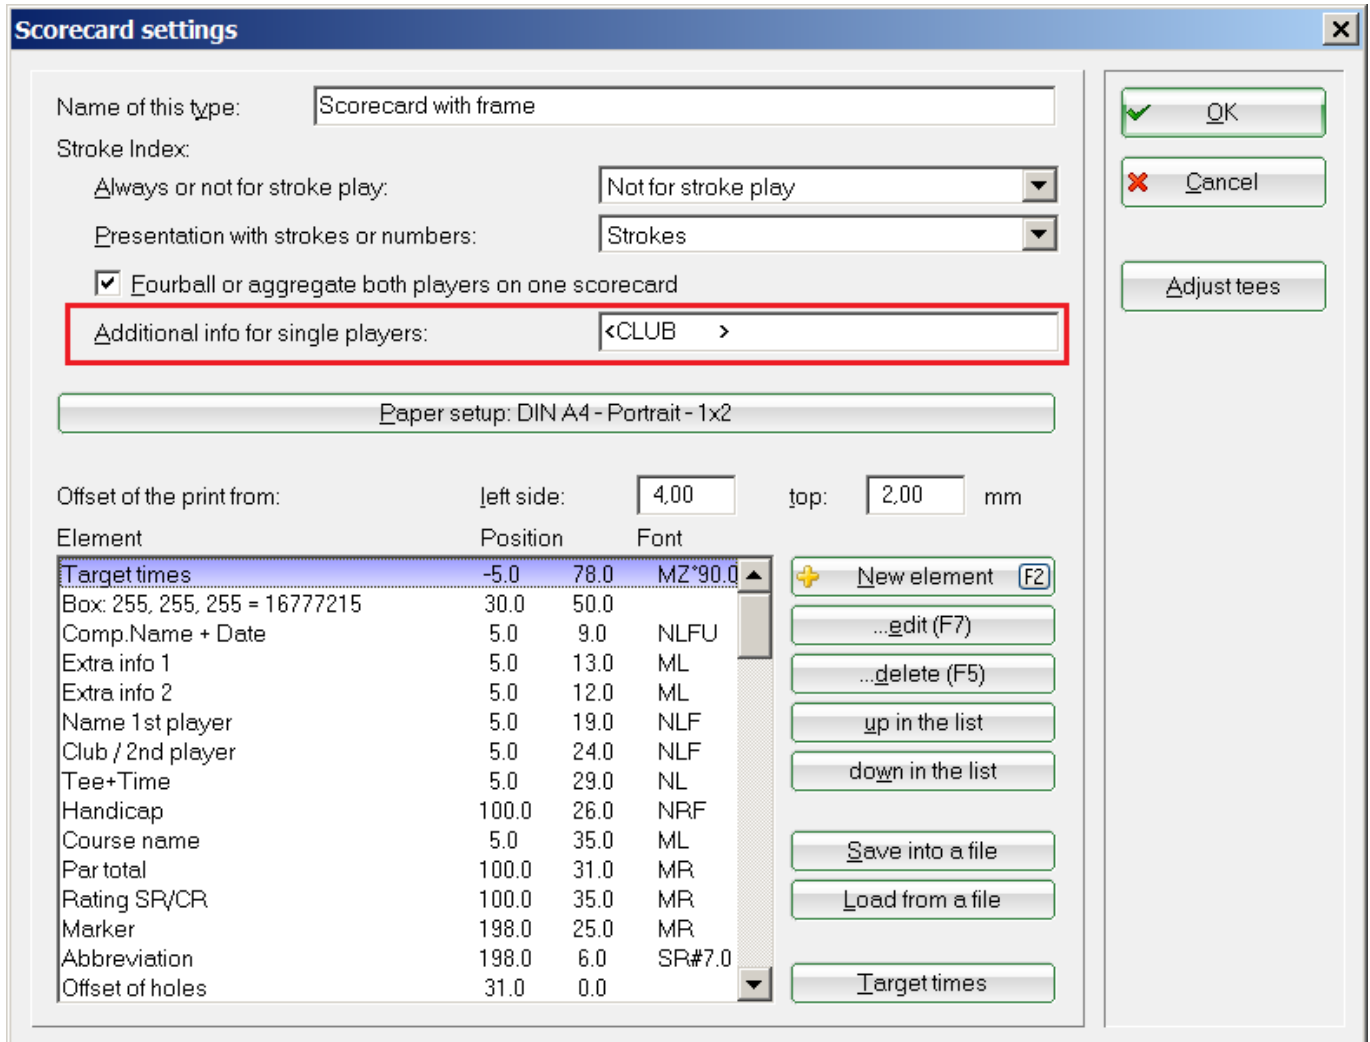 Scorecard settings
Name of this type: Scorecard with frame
Stroke Index:
Always or not for stroke play: Not for stroke play
Presentation with strokes or numbers: Strokes
Fourball or aggregate both players on one scorecard
Additional info for single players: <CLUB >
Paper setup: DIN A4 - Portrait - 1x2
Offset of the print from: left side: 4,00 top: 2,00 mm
Element Position Font
Target times -5.0 78.0 MZ*90.0
Box: 255, 255, 255 = 16777215 30.0 50.0
Comp.Name + Date 5.0 9.0 NLFU
Extra info 1 5.0 13.0 ML
Extra info 2 5.0 12.0 ML
Name 1st player 5.0 19.0 NLF
Club / 2nd player 5.0 24.0 NLF
Tee+Time 5.0 29.0 NL
Handicap 100.0 26.0 NRF
Course name 5.0 35.0 ML
Par total 100.0 31.0 MR
Rating SR/CR 100.0 35.0 MR
Marker 198.0 25.0 MR
Abbreviation 198.0 6.0 SR#7.0
Offset of holes 31.0 0.0
New element F2
...edit (F7)
...delete (F5)
up in the list
down in the list
Save into a file
Load from a file
Target times
OK
Cancel
Adjust tees